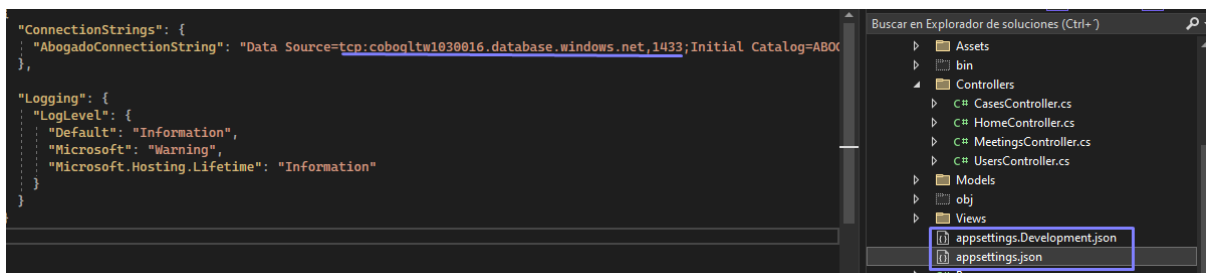 "ConnectionStrings": {
"AbogadoConnectionString": "Data Source=tcp:cobogltw1030016.database.windows.net,1433;Initial Catalog=ABOG
},
"Logging": {
"LogLevel": {
"Default": "Information",
"Microsoft": "Warning",
"Microsoft.Hosting.Lifetime": "Information"
}
}
Buscar en Explorador de soluciones (Ctrl+´)
Assets
bin
Controllers
C# CasesController.cs
C# HomeController.cs
C# MeetingsController.cs
C# UsersController.cs
Models
obj
Views
appsettings.Development.json
appsettings.json